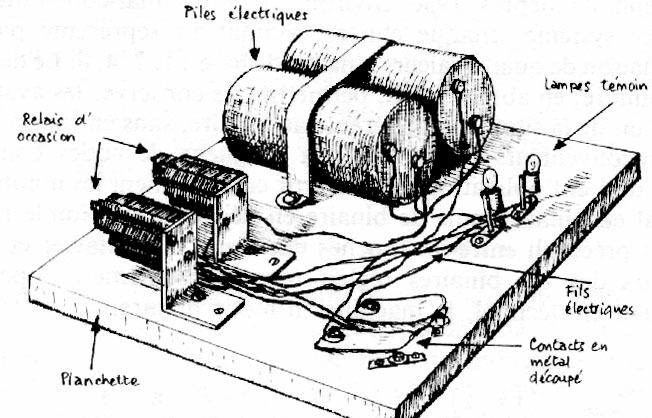 Piles électriques
Lampes témoin
Relais d'
occasion
Fils
électriques
Contacts en
métal
découpé
Planchette